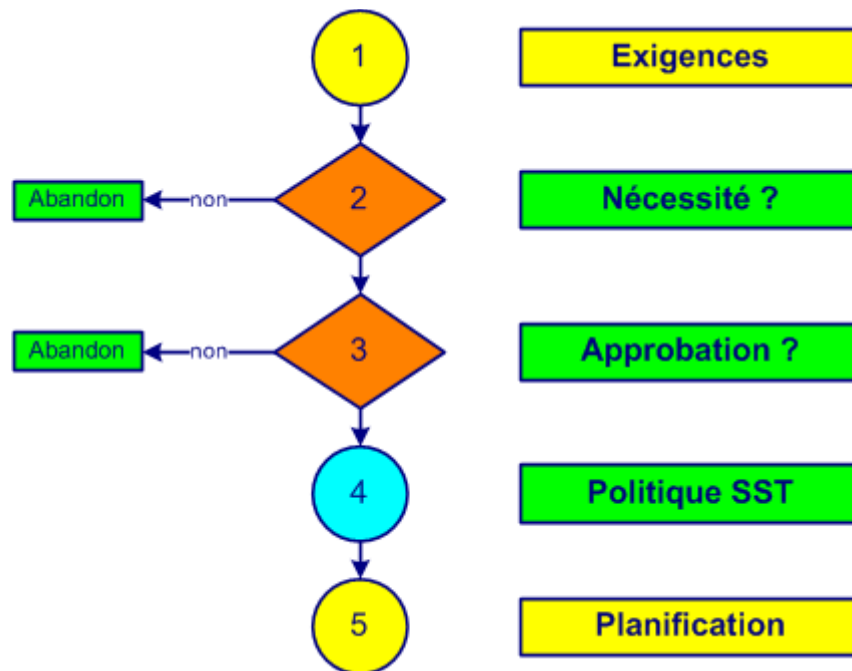 1 Exigences
Abandon non 2 Nécessité ?
Abandon non 3 Approbation ?
4 Politique SST
5 Planification